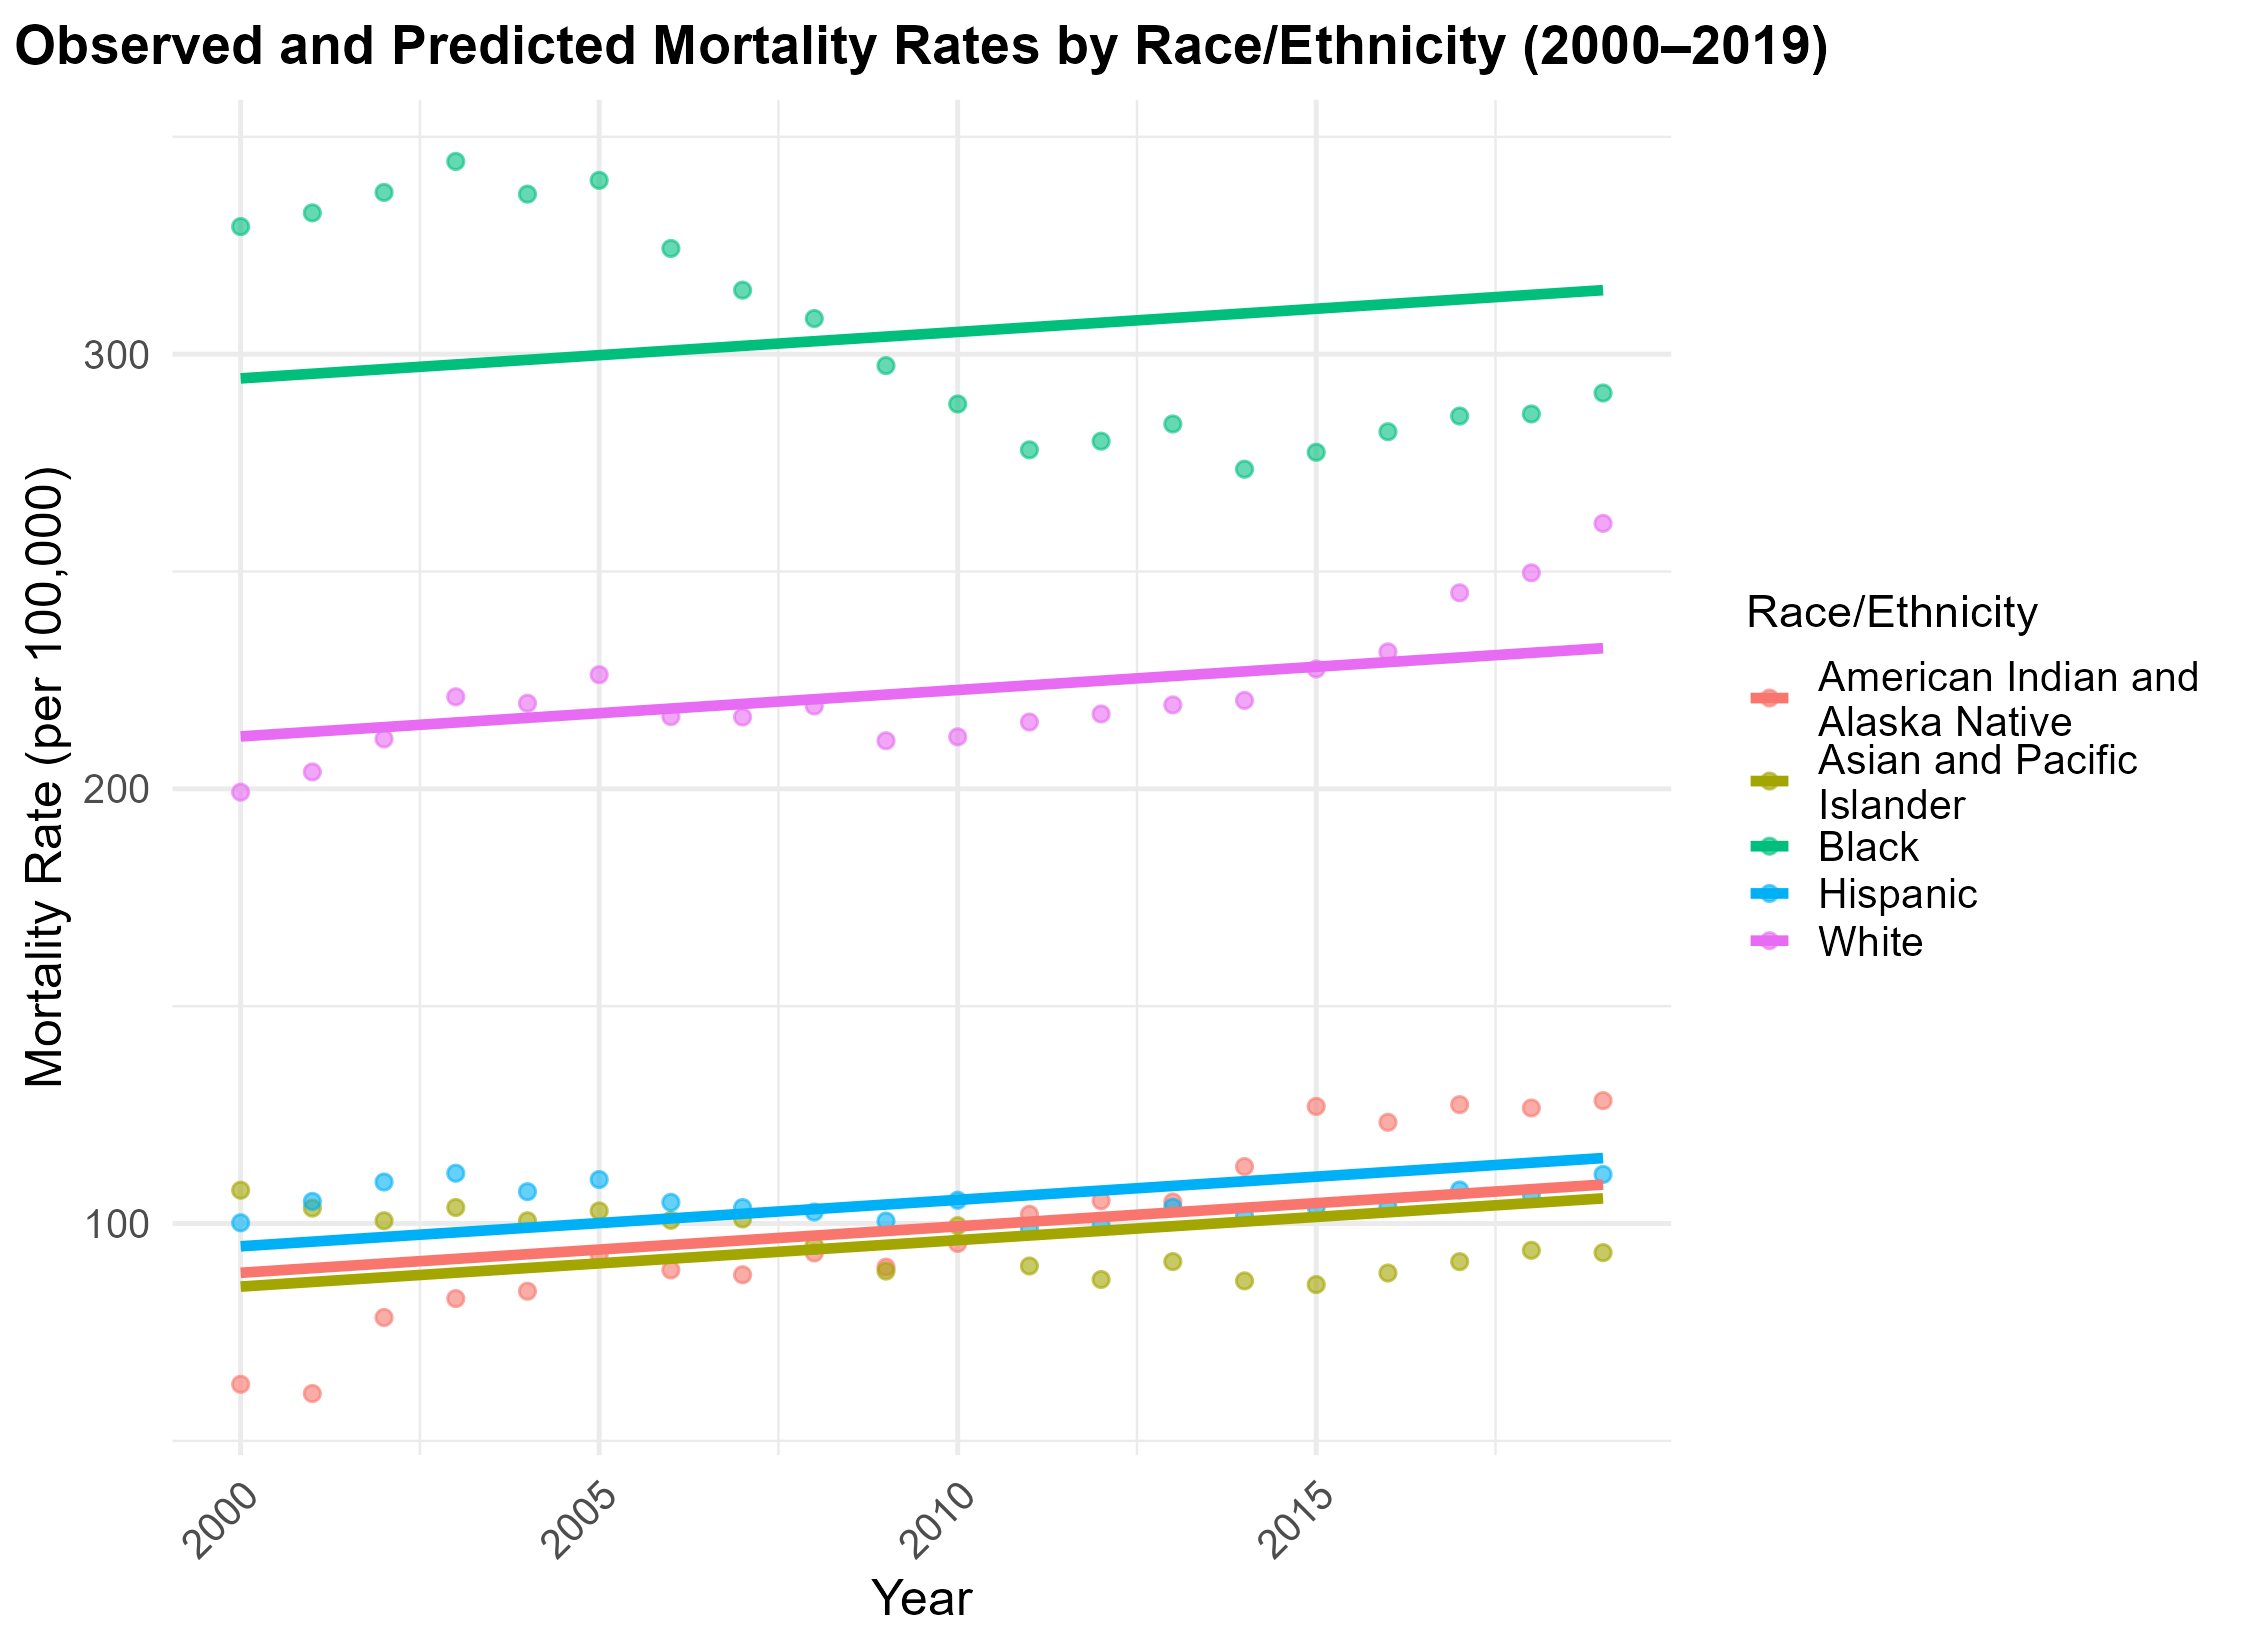 Observed and Predicted Mortality Rates by Race/Ethnicity (2000–2019)
Mortality Rate (per 100,000)
300
200
100
2000
2005
2010
2015
Year
Race/Ethnicity
American Indian and
Alaska Native
Asian and Pacific
Islander
Black
Hispanic
White